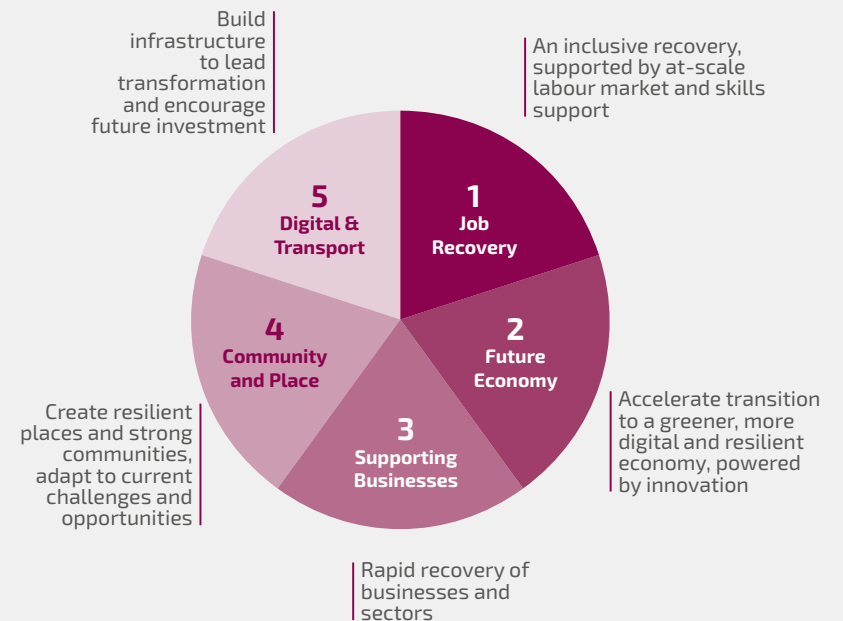 Build
infrastructure
to lead
transformation
and encourage
future investment
An inclusive recovery,
supported by at-scale
labour market and skills
support
1
Job
Recovery
2
Future
Economy
Accelerate transition
to a greener, more
digital and resilient
economy, powered
by innovation
3
Supporting
Businesses
Rapid recovery of
businesses and
sectors
4
Community
and Place
Create resilient
places and strong
communities,
adapt to current
challenges and
opportunities
5
Digital &
Transport